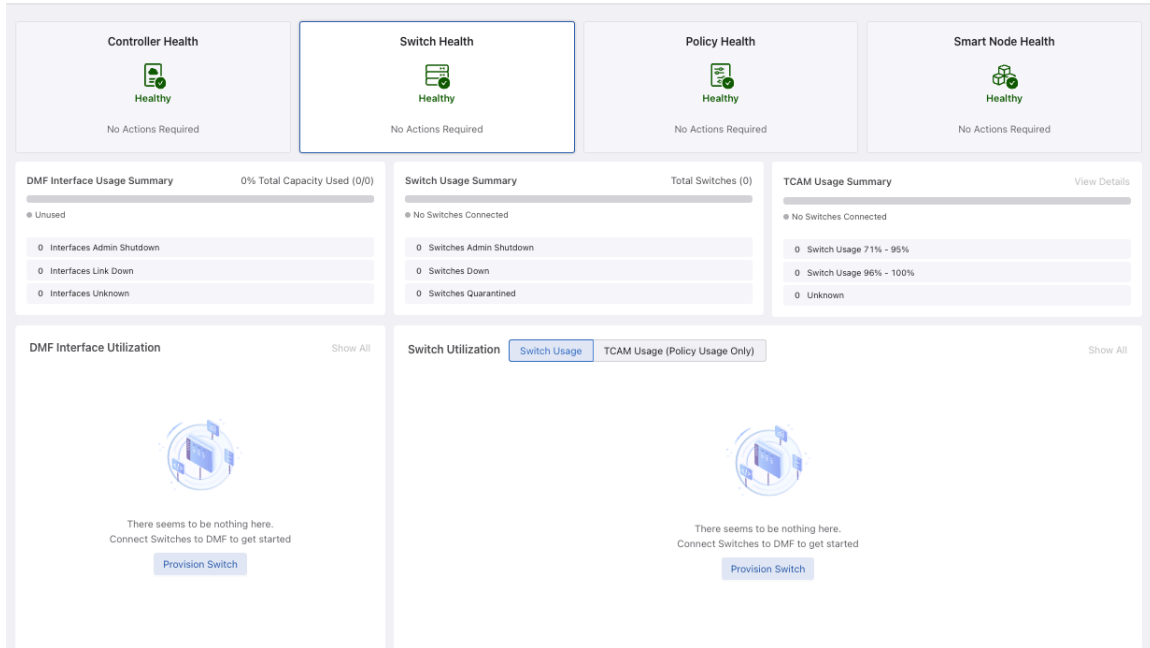 Controller Health
Healthy
No Actions Required
Switch Health
Healthy
No Actions Required
Policy Health
Healthy
No Actions Required
Smart Node Health
Healthy
No Actions Required
DMF Interface Usage Summary 0% Total Capacity Used (0/0)
Unused
0 Interfaces Admin Shutdown
0 Interfaces Link Down
0 Interfaces Unknown
Switch Usage Summary Total Switches (0)
No Switches Connected
0 Switches Admin Shutdown
0 Switches Down
0 Switches Quarantined
TCAM Usage Summary View Details
No Switches Connected
0 Switch Usage 71% - 95%
0 Switch Usage 96% - 100%
0 Unknown
DMF Interface Utilization Show All
There seems to be nothing here.
Connect Switches to DMF to get started
Provision Switch
Switch Utilization Switch Usage TCAM Usage (Policy Usage Only) Show All
There seems to be nothing here.
Connect Switches to DMF to get started
Provision Switch